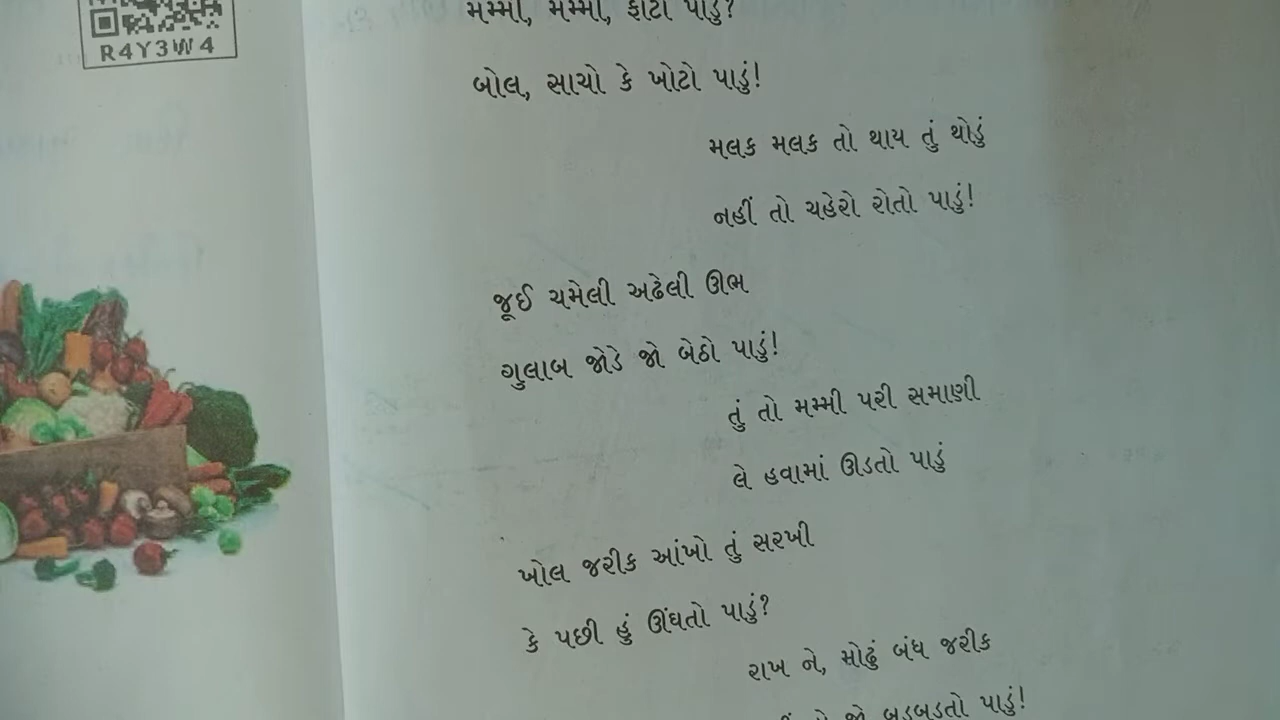 R4Y3W4
મમ્મી, મમ્મી, ફોટો પાડું?
બોલ, સાચો કે ખોટો પાડું!
મલક મલક તો થાય તું થોડું
નહીં તો ચહેરો રોતો પાડું!
જૂઈ ચમેલી અઢેલી ઊભ
ગુલાબ જોડે જો બેઠો પાડું!
તું તો મમ્મી પરી સમાણી
લે હવામાં ઊડતો પાડું
ખોલ જરીક આંખો તું સરખી
કે પછી હું ઊંઘતો પાડું?
રાખ ને, મોઢું બંધ જરીક
જો બડબડતો પાડું!